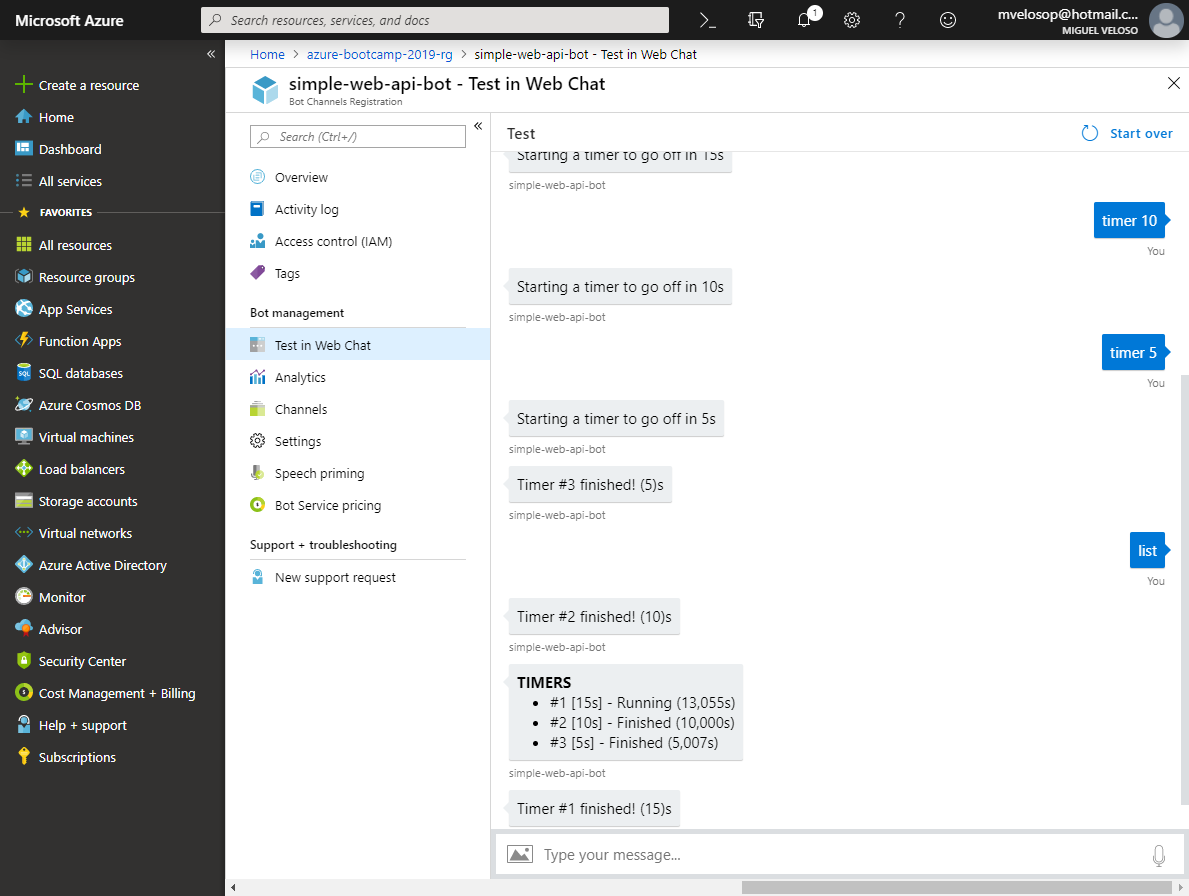 Microsoft Azure
Search resources, services, and docs
1
mvelosop@hotmail.c...
MIGUEL VELOSO
Create a resource
Home
Dashboard
All services
FAVORITES
All resources
Resource groups
App Services
Function Apps
SQL databases
Azure Cosmos DB
Virtual machines
Load balancers
Storage accounts
Virtual networks
Azure Active Directory
Monitor
Advisor
Security Center
Cost Management + Billing
Help + support
Subscriptions
Home > azure-bootcamp-2019-rg > simple-web-api-bot - Test in Web Chat
simple-web-api-bot - Test in Web Chat
Bot Channels Registration
Search (Ctrl+/)
Overview
Activity log
Access control (IAM)
Tags
Bot management
Test in Web Chat
Analytics
Channels
Settings
Speech priming
Bot Service pricing
Support + troubleshooting
New support request
Test
Start over
Starting a timer to go off in 15s
simple-web-api-bot
timer 10
You
Starting a timer to go off in 10s
simple-web-api-bot
timer 5
You
Starting a timer to go off in 5s
simple-web-api-bot
Timer #3 finished! (5)s
simple-web-api-bot
list
You
Timer #2 finished! (10)s
simple-web-api-bot
TIMERS
• #1 [15s] - Running (13,055s)
• #2 [10s] - Finished (10,000s)
• #3 [5s] - Finished (5,007s)
simple-web-api-bot
Timer #1 finished! (15)s
Type your message...